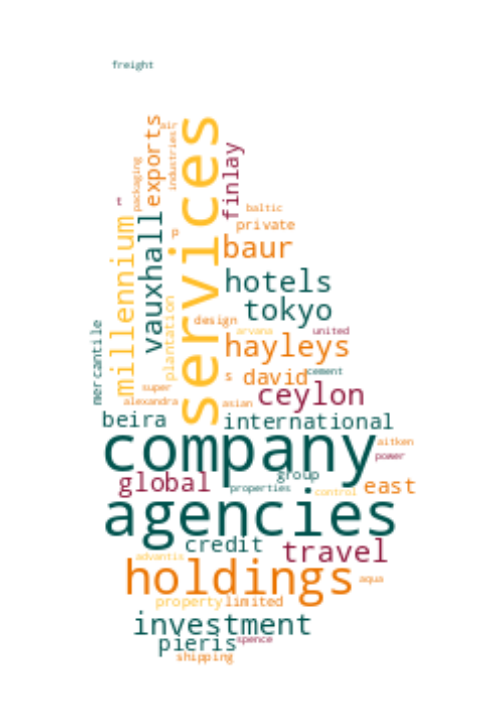 freight
services
exports
air
industries
packaging
finlay
t
baltic
private
p
baur
vauxhall
millennium
hotels
tokyo
plantation
design
arvana
united
mercantile
hayleys
s
david
cement
super
alexandra
asian
ceylon
beira
international
company
aitken
power
group
global
properties
control
east
agencies
credit
travel
advantis
holdings
aqua
property
limited
investment
pieris
spence
shipping